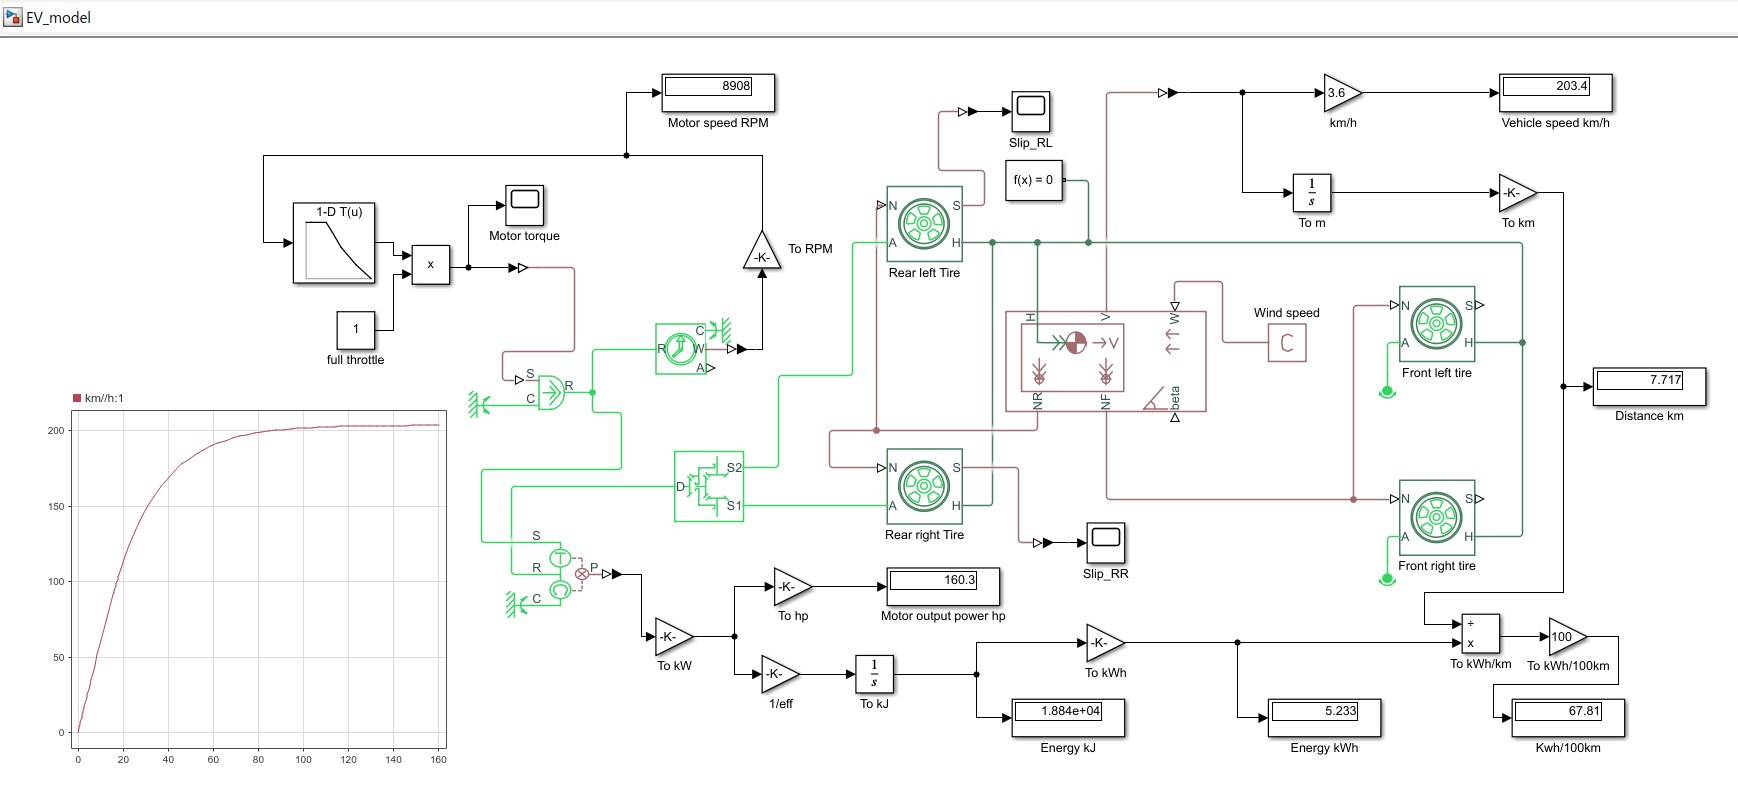 EV_model
8908
Motor speed RPM
1-D T(u)
x
Motor torque
1
full throttle
-K-
To RPM
C
R
W
A
S
C
R
km//h:1
200
150
100
50
0
0
20
40
60
80
100
120
140
160
S2
D
S1
S
R
C
T
P
-K-
To kW
-K-
To hp
160.3
Motor output power hp
-K-
1/eff
1
s
To kJ
1.884e+04
Energy kJ
-K-
To kWh
5.233
Energy kWh
Slip_RL
f(x) = 0
N
S
A
H
Rear left Tire
N
S
A
H
Rear right Tire
Slip_RR
H
V
W
V
NR
NF
beta
Wind speed
C
3.6
km/h
203.4
Vehicle speed km/h
1
s
To m
-K-
To km
N
S
A
H
Front left tire
N
S
A
H
Front right tire
7.717
Distance km
÷
x
To kWh/km
100
To kWh/100km
67.81
Kwh/100km